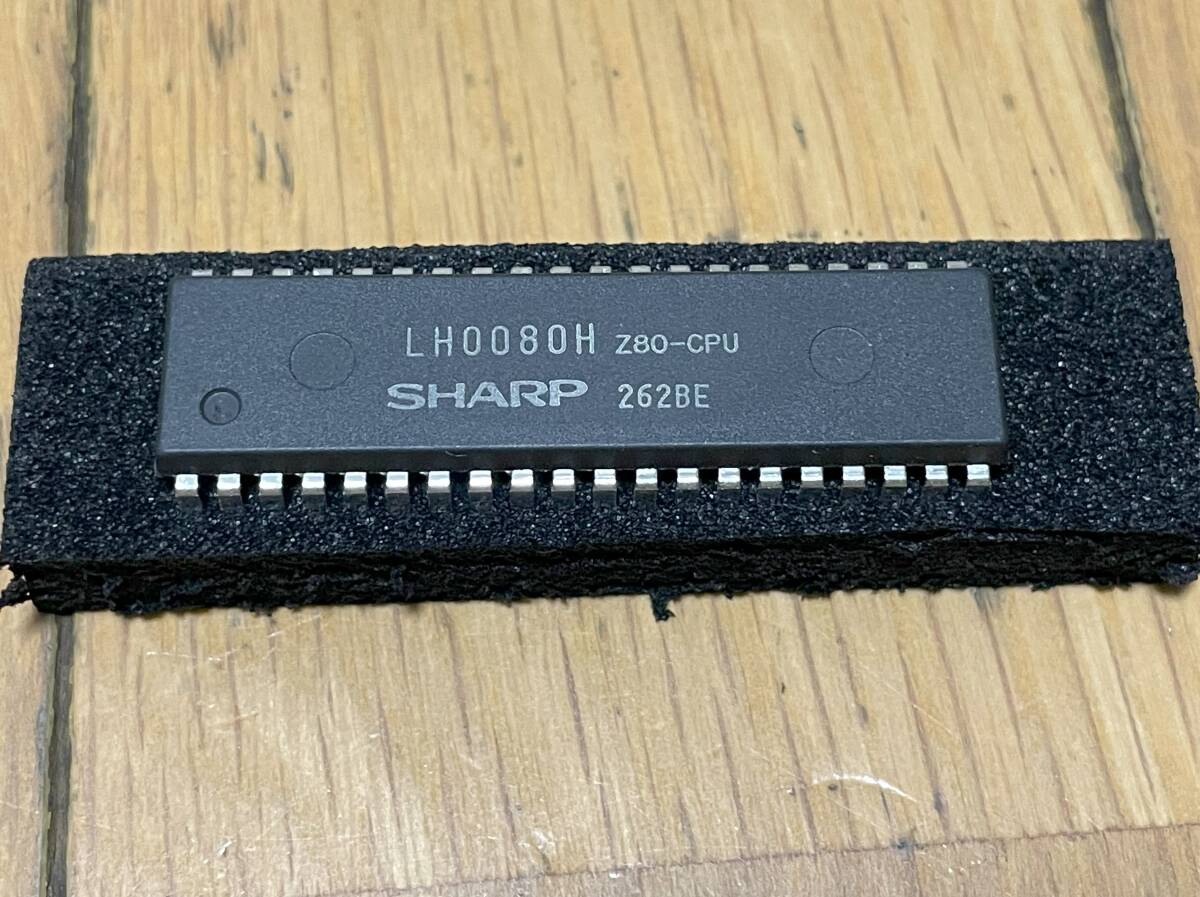 LH0080H Z80-CPU
SHARP 262BE